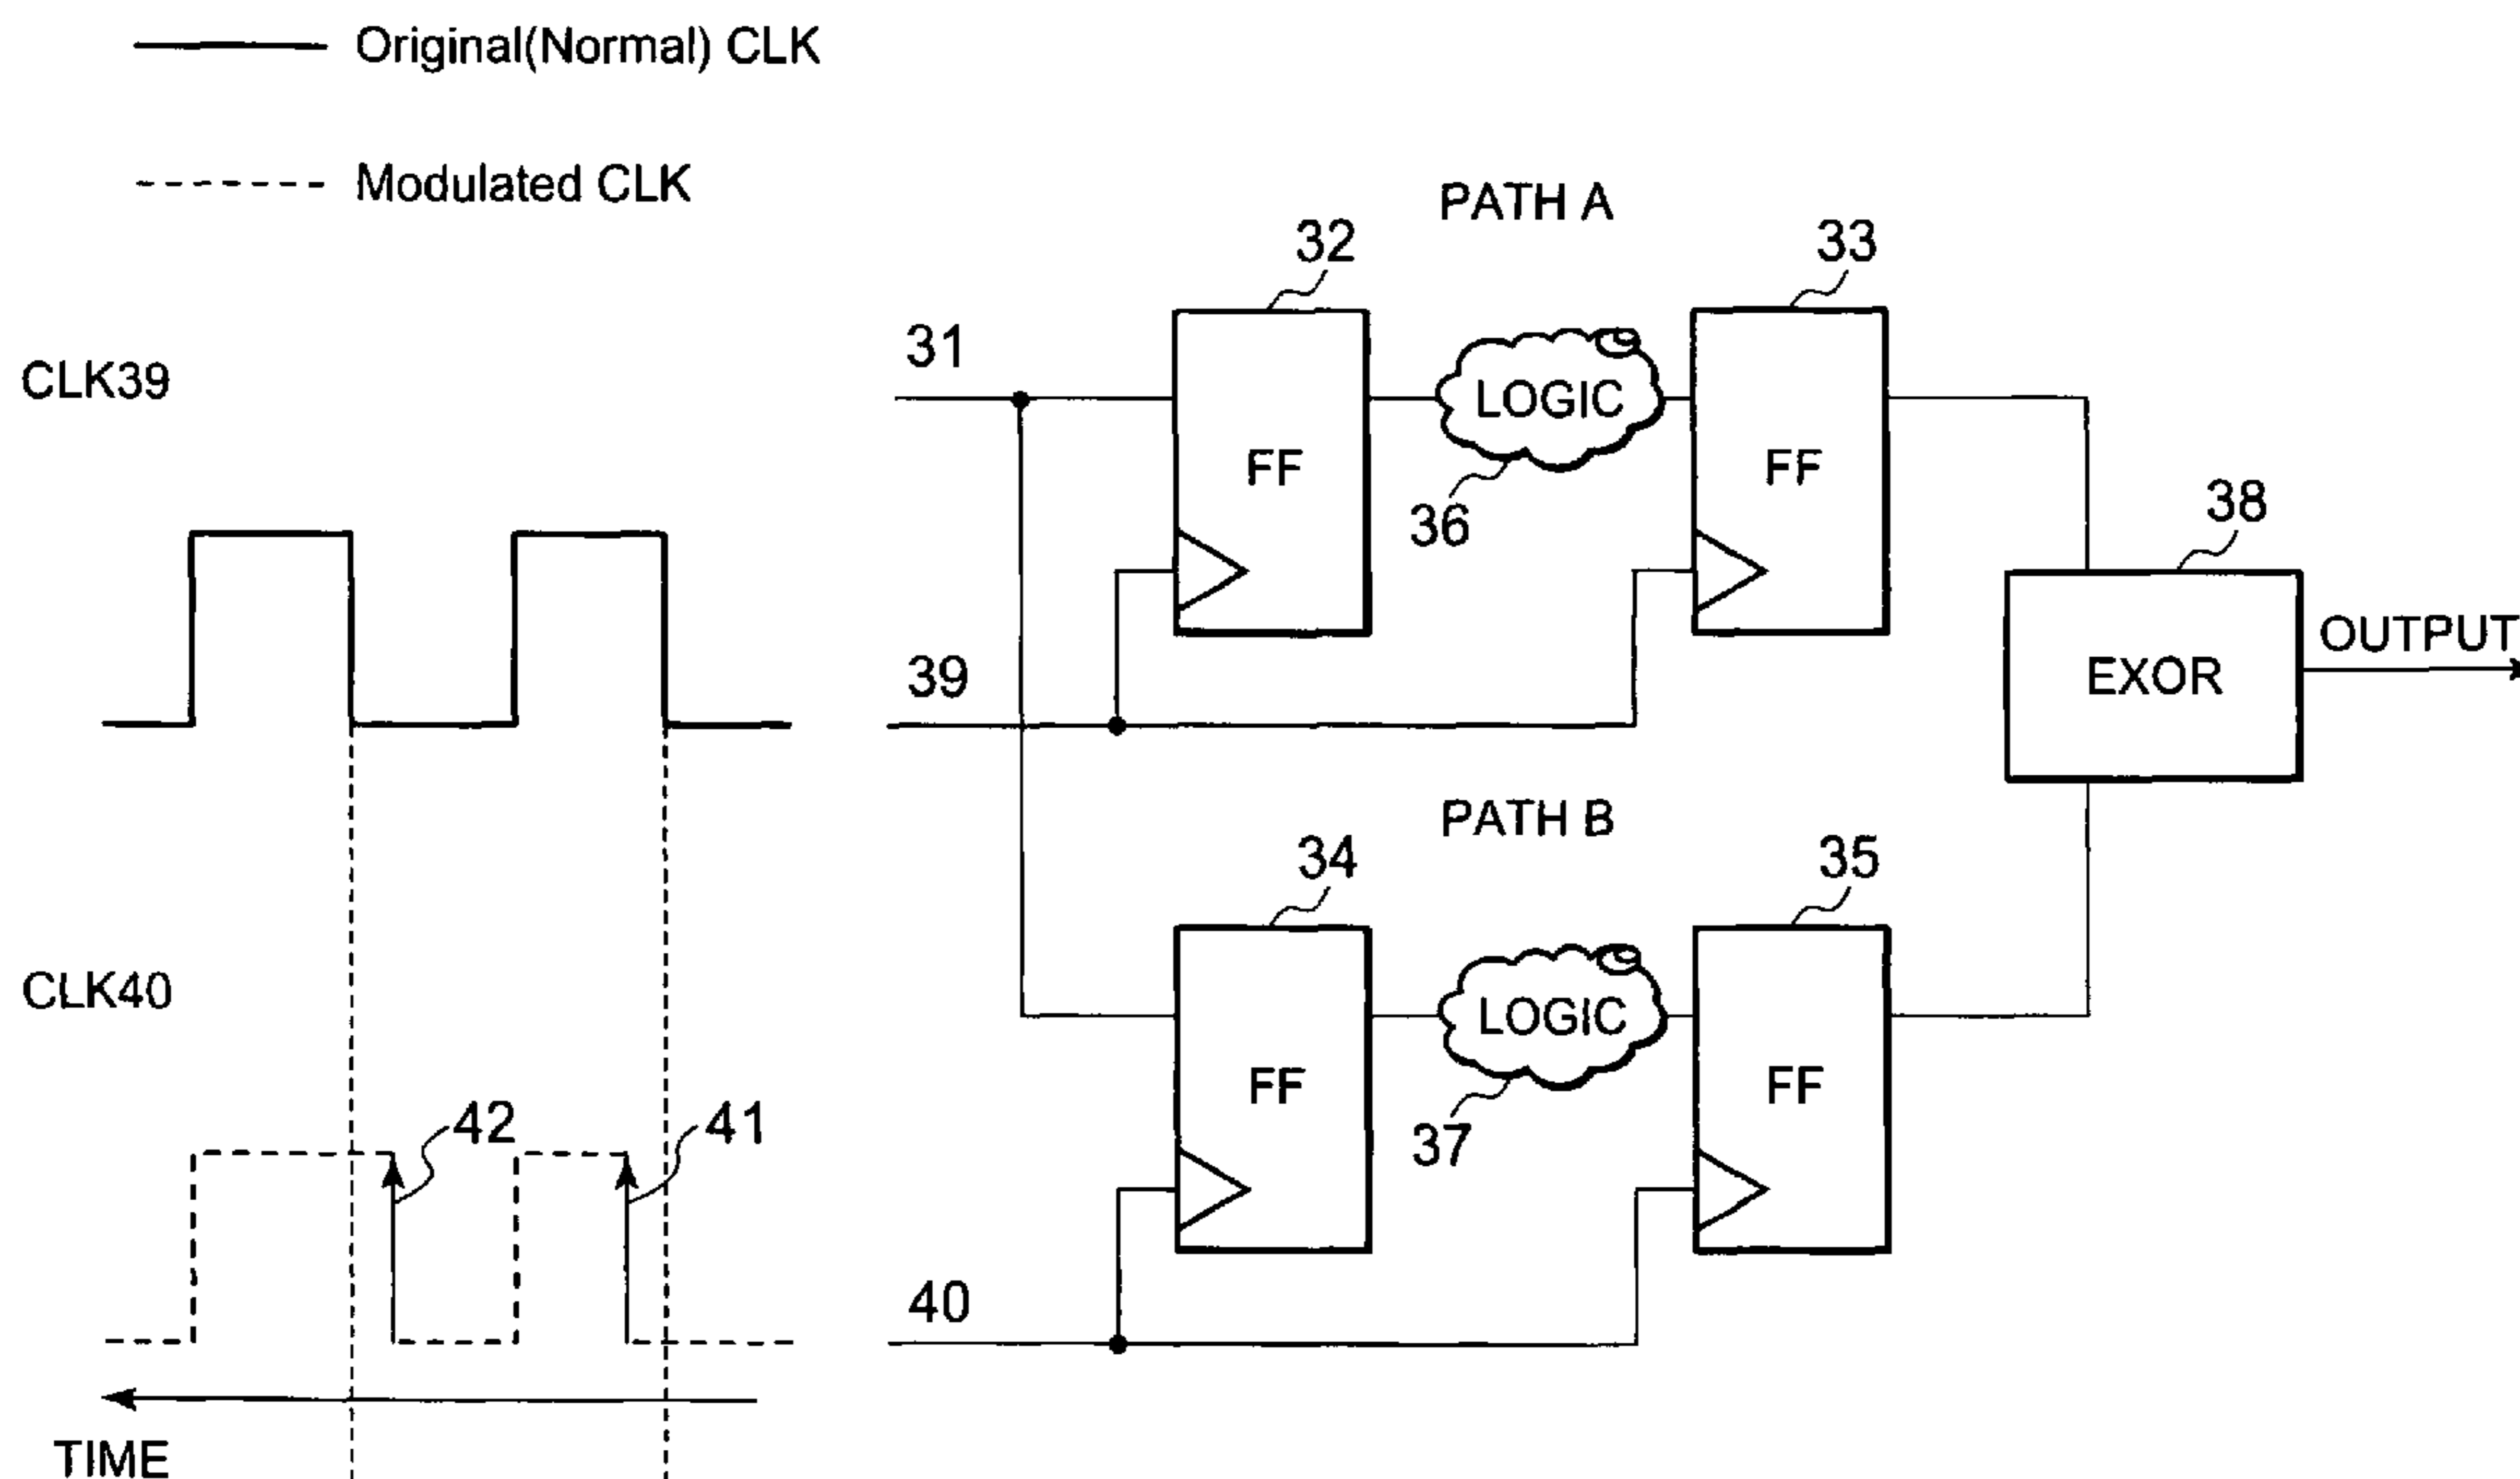 Original(Normal) CLK
Modulated CLK
CLK39
CLK40
42
41
TIME
PATH A
32
33
31
FF
LOGIC
FF
36
39
38
EXOR
OUTPUT
PATH B
34
35
FF
LOGIC
FF
37
40